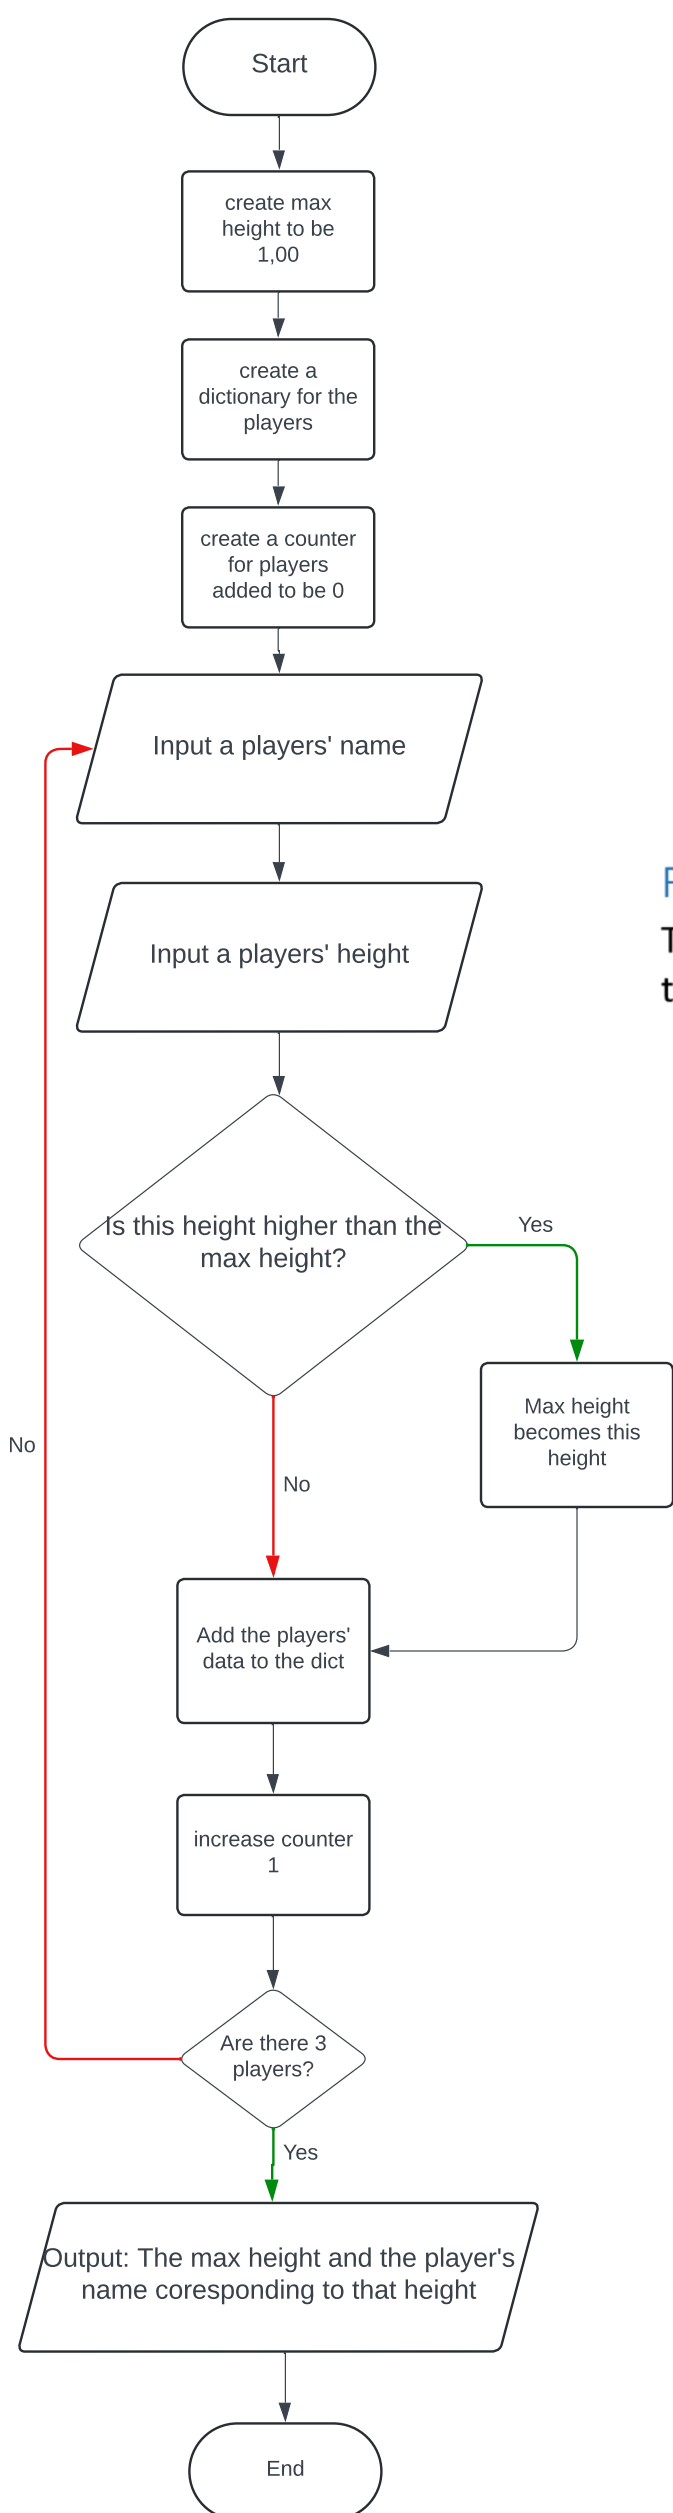 Start
create max
height to be
1,00
create a
dictionary for the
players
create a counter
for players
added to be 0
Input a players' name
Input a players' height
Is this height higher than the
max height?
Yes
Max height
becomes this
height
No
No
Add the players'
data to the dict
increase counter
1
Are there 3
players?
Yes
Output: The max height and the player's
name coresponding to that height
End